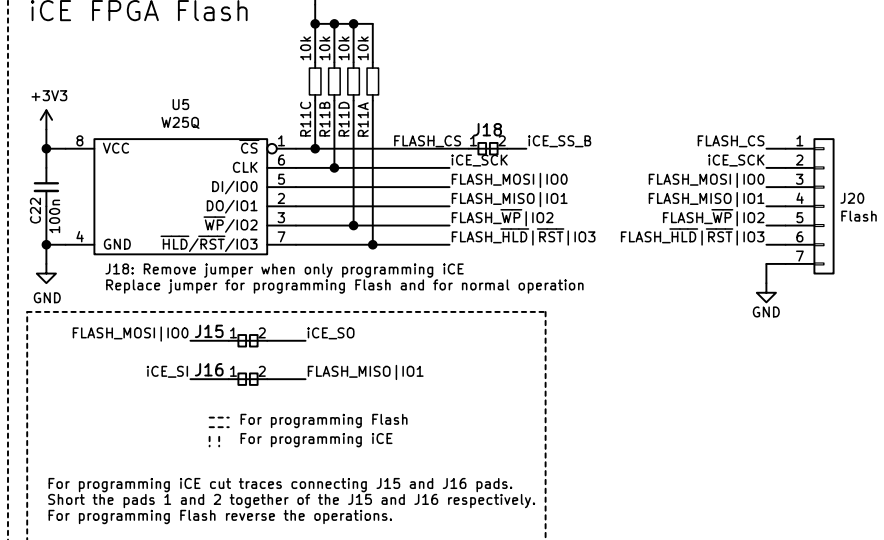 iCE FPGA Flash
10k
10k
10k
10k
R11C
R11B
R11D
R11A
+3V3
U5
W25Q
8
VCC
CS
1
CLK
6
DI/IO0
5
DO/IO1
2
WP/IO2
3
4
GND
HLD/RST/IO3
7
C22
100n
GND
FLASH_CS
J18
1
2
iCE_SS_B
iCE_SCK
FLASH_MOSI|IO0
FLASH_MISO|IO1
FLASH_WP|IO2
FLASH_HLD|RST|IO3
FLASH_CS 1
iCE_SCK 2
FLASH_MOSI|IO0 3
FLASH_MISO|IO1 4
FLASH_WP|IO2 5
FLASH_HLD|RST|IO3 6
7
J20
Flash
GND
J18: Remove jumper when only programming iCE
Replace jumper for programming Flash and for normal operation
FLASH_MOSI|IO0 J15 1 2 iCE_SO
iCE_SI J16 1 2 FLASH_MISO|IO1
For programming Flash
For programming iCE
For programming iCE cut traces connecting J15 and J16 pads.
Short the pads 1 and 2 together of the J15 and J16 respectively.
For programming Flash reverse the operations.